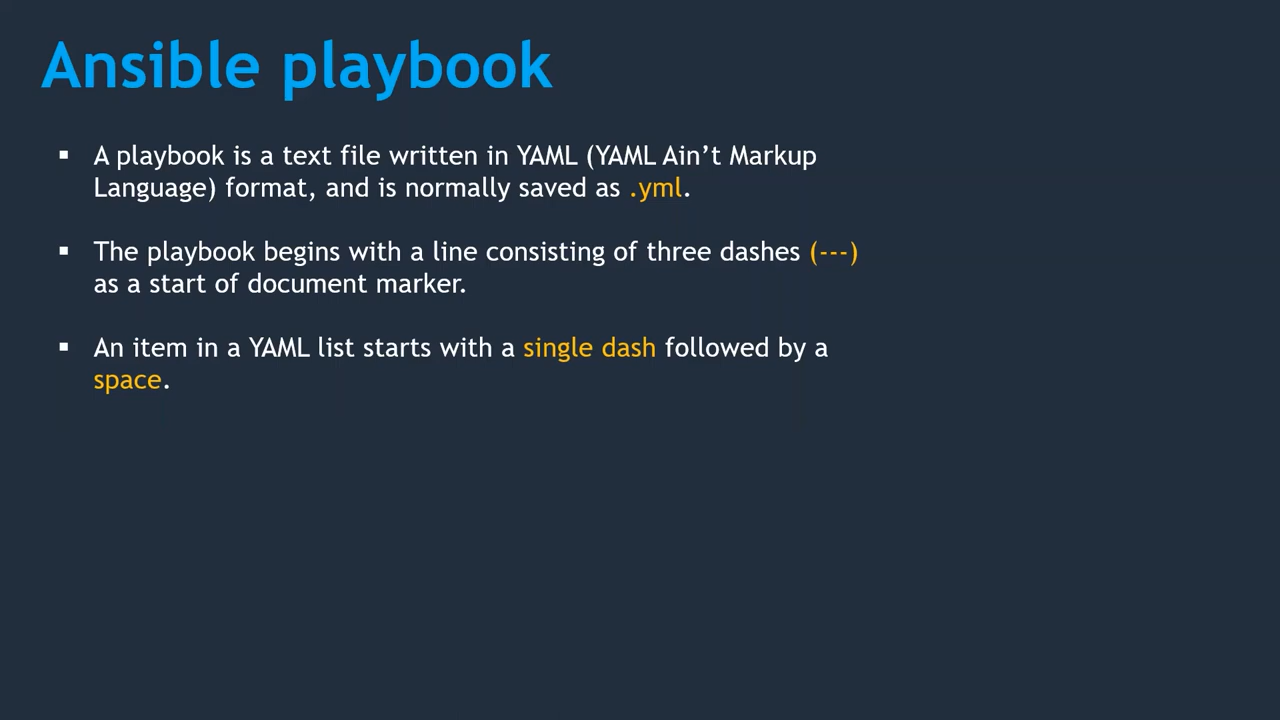 Ansible playbook
▪ A playbook is a text file written in YAML (YAML Ain’t Markup
Language) format, and is normally saved as .yml.
▪ The playbook begins with a line consisting of three dashes (---)
as a start of document marker.
▪ An item in a YAML list starts with a single dash followed by a
space.